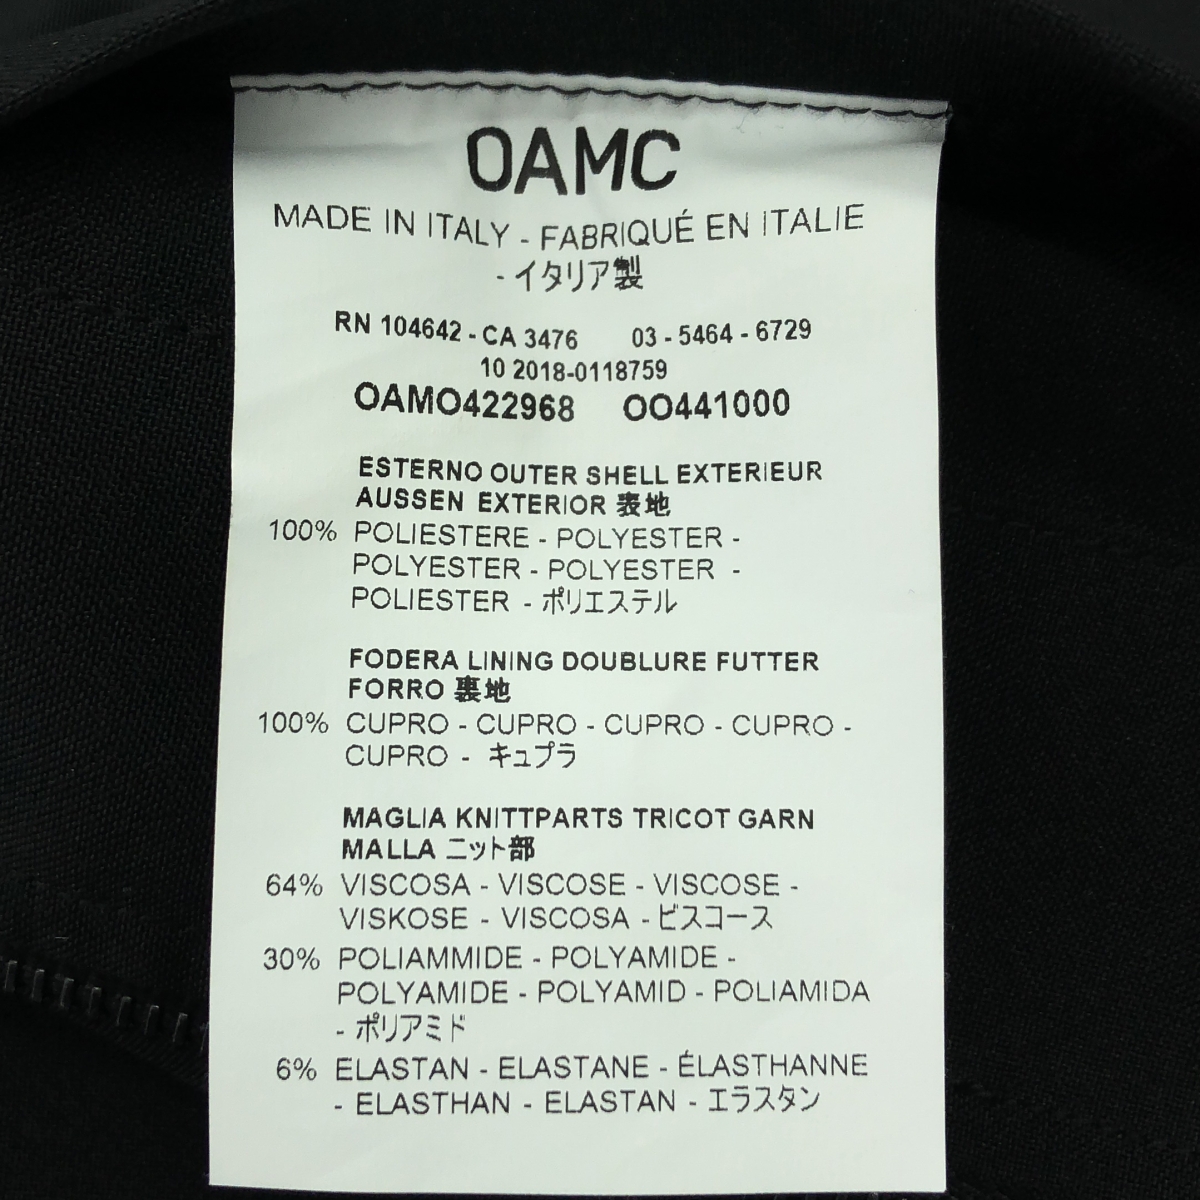 OAMC
MADE IN ITALY - FABRIQUÉ EN ITALIE
- イタリア製
RN 104642 - CA 3476 03 - 5464 - 6729
10 2018-0118759
OAMO422968 OO441000
ESTERNO OUTER SHELL EXTERIEUR
AUSSEN EXTERIOR 表地
100% POLIESTERE - POLYESTER -
POLYESTER - POLYESTER -
POLIESTER - ポリエステル
FODERA LINING DOUBLURE FUTTER
FORRO 裏地
100% CUPRO - CUPRO - CUPRO - CUPRO -
CUPRO - キュプラ
MAGLIA KNITTPARTS TRICOT GARN
MALLA ニット部
64% VISCOSA - VISCOSE - VISCOSE -
VISKOSE - VISCOSA - ビスコース
30% POLIAMMIDE - POLYAMIDE -
POLYAMIDE - POLYAMID - POLIAMIDA
- ポリアミド
6% ELASTAN - ELASTANE - ÉLASTHANNE
- ELASTHAN - ELASTAN - エラスタン